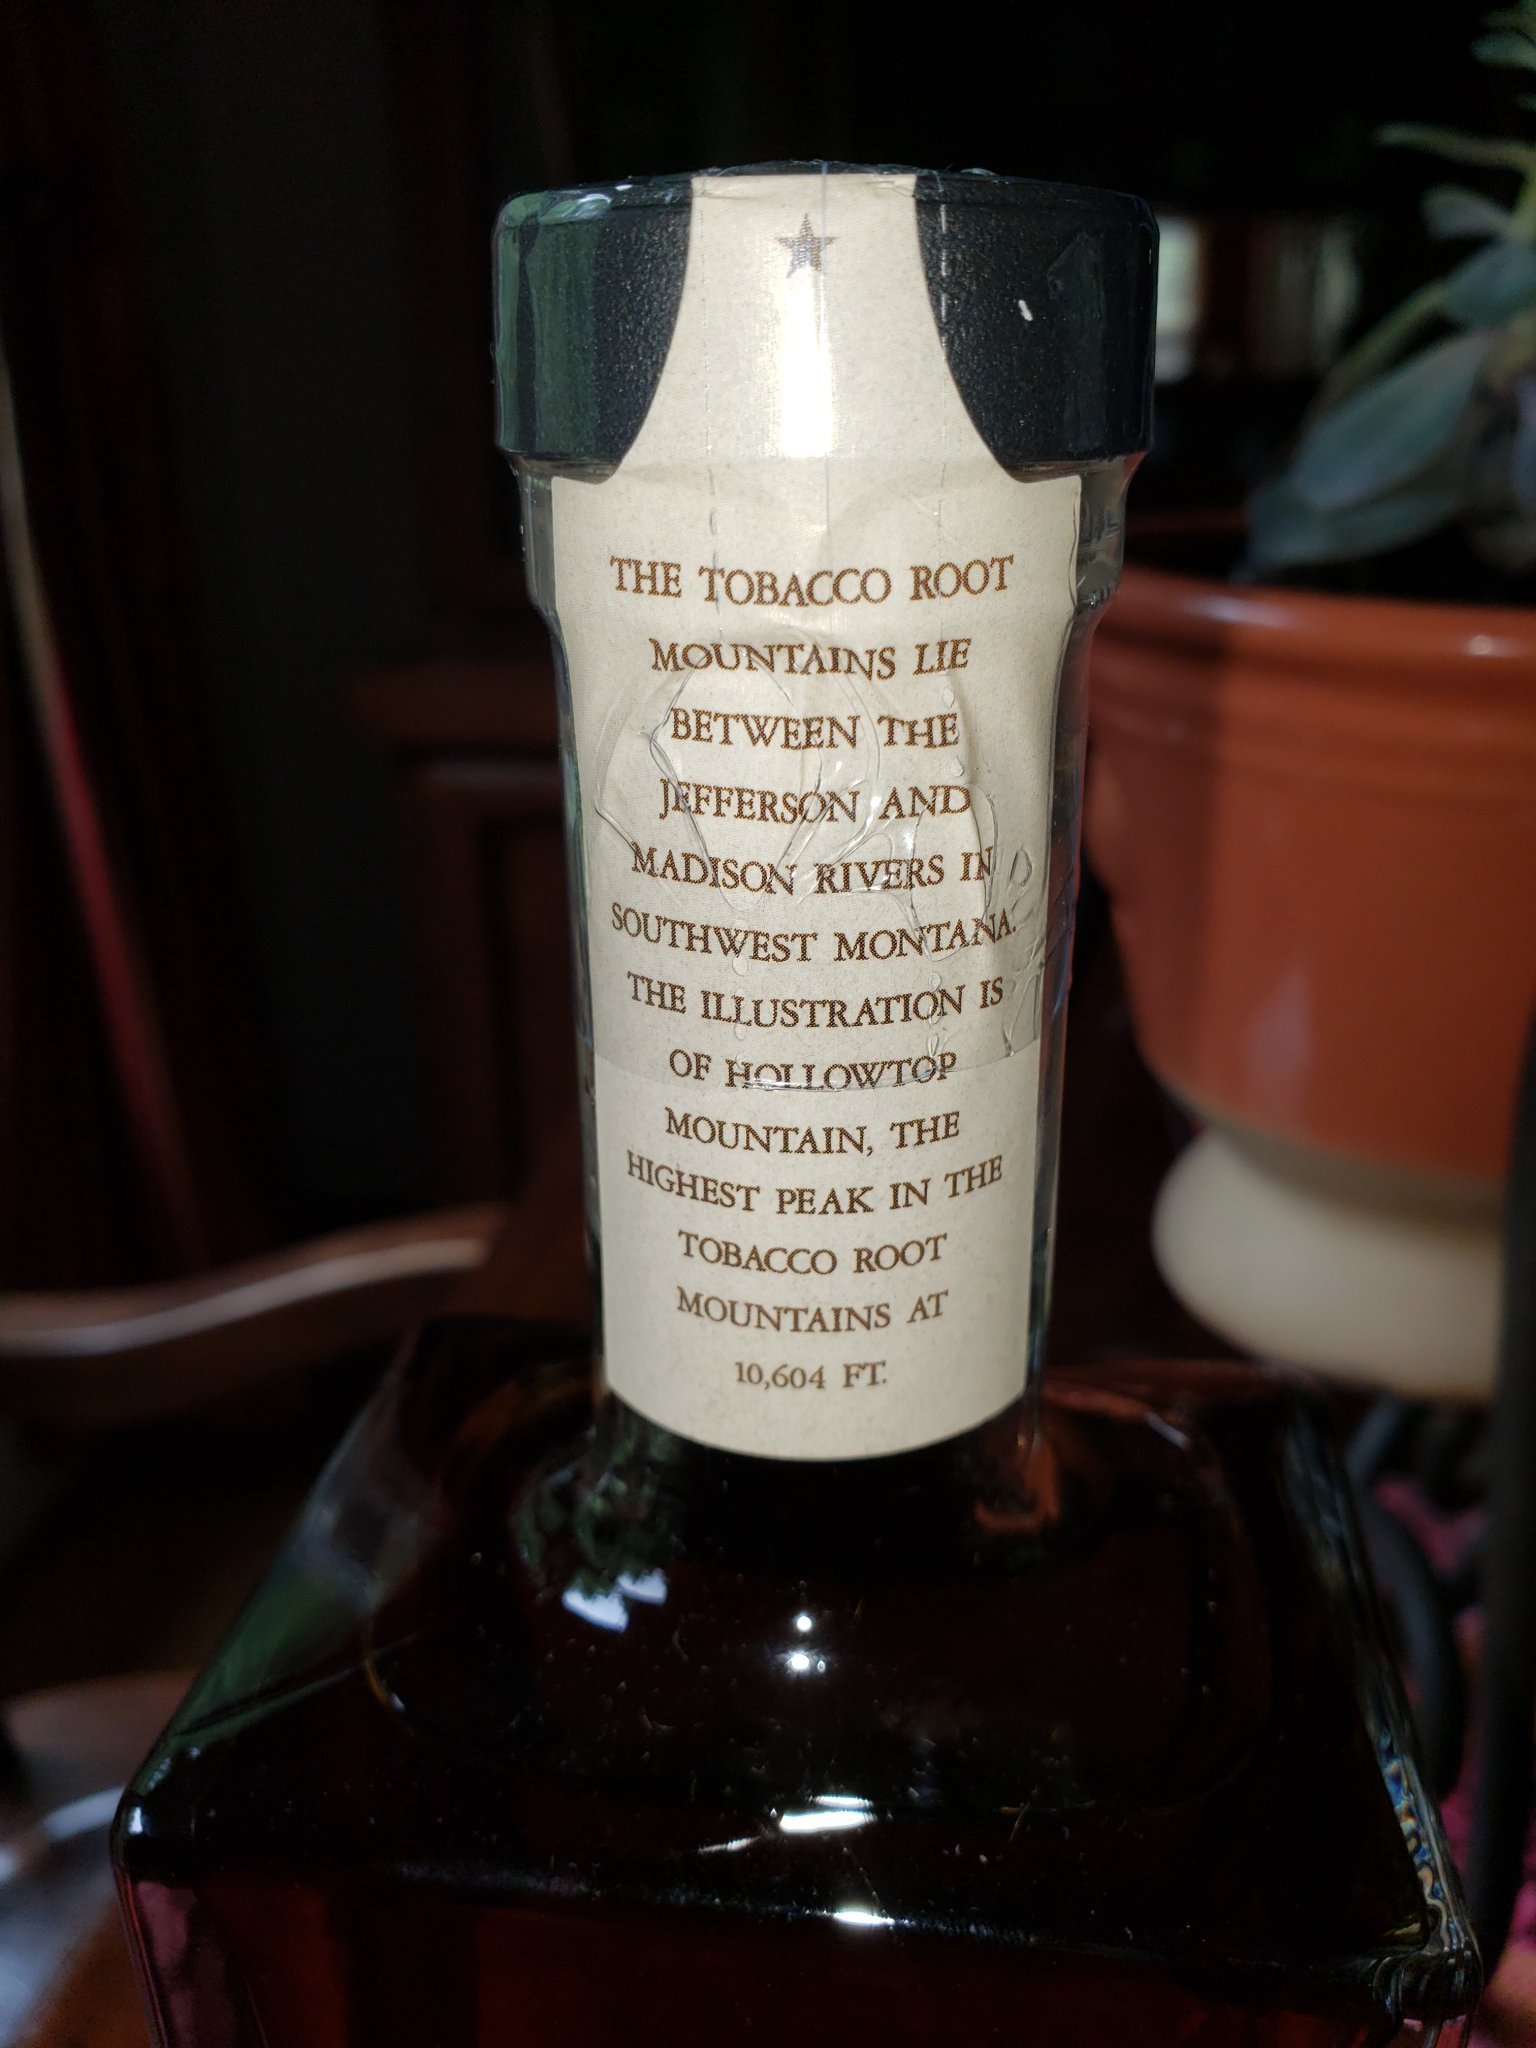 THE TOBACCO ROOT
MOUNTAINS LIE
BETWEEN THE
JEFFERSON AND
MADISON RIVERS IN
SOUTHWEST MONTANA.
THE ILLUSTRATION IS
OF HOLLOWTOP
MOUNTAIN, THE
HIGHEST PEAK IN THE
TOBACCO ROOT
MOUNTAINS AT
10,604 FT.